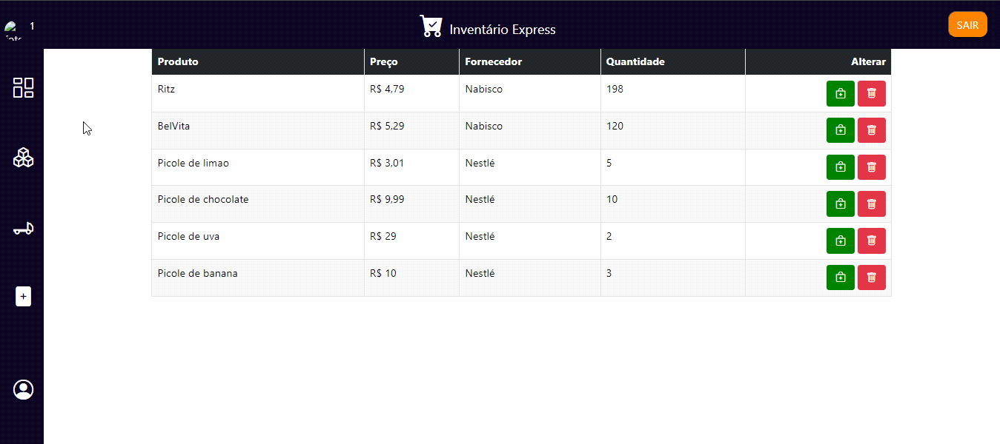 1
Inventário Express
SAIR
Produto Preço Fornecedor Quantidade Alterar
Ritz R$ 4,79 Nabisco 198
BelVita R$ 5,29 Nabisco 120
Picole de limao R$ 3,01 Nestlé 5
Picole de chocolate R$ 9,99 Nestlé 10
Picole de uva R$ 29 Nestlé 2
Picole de banana R$ 10 Nestlé 3